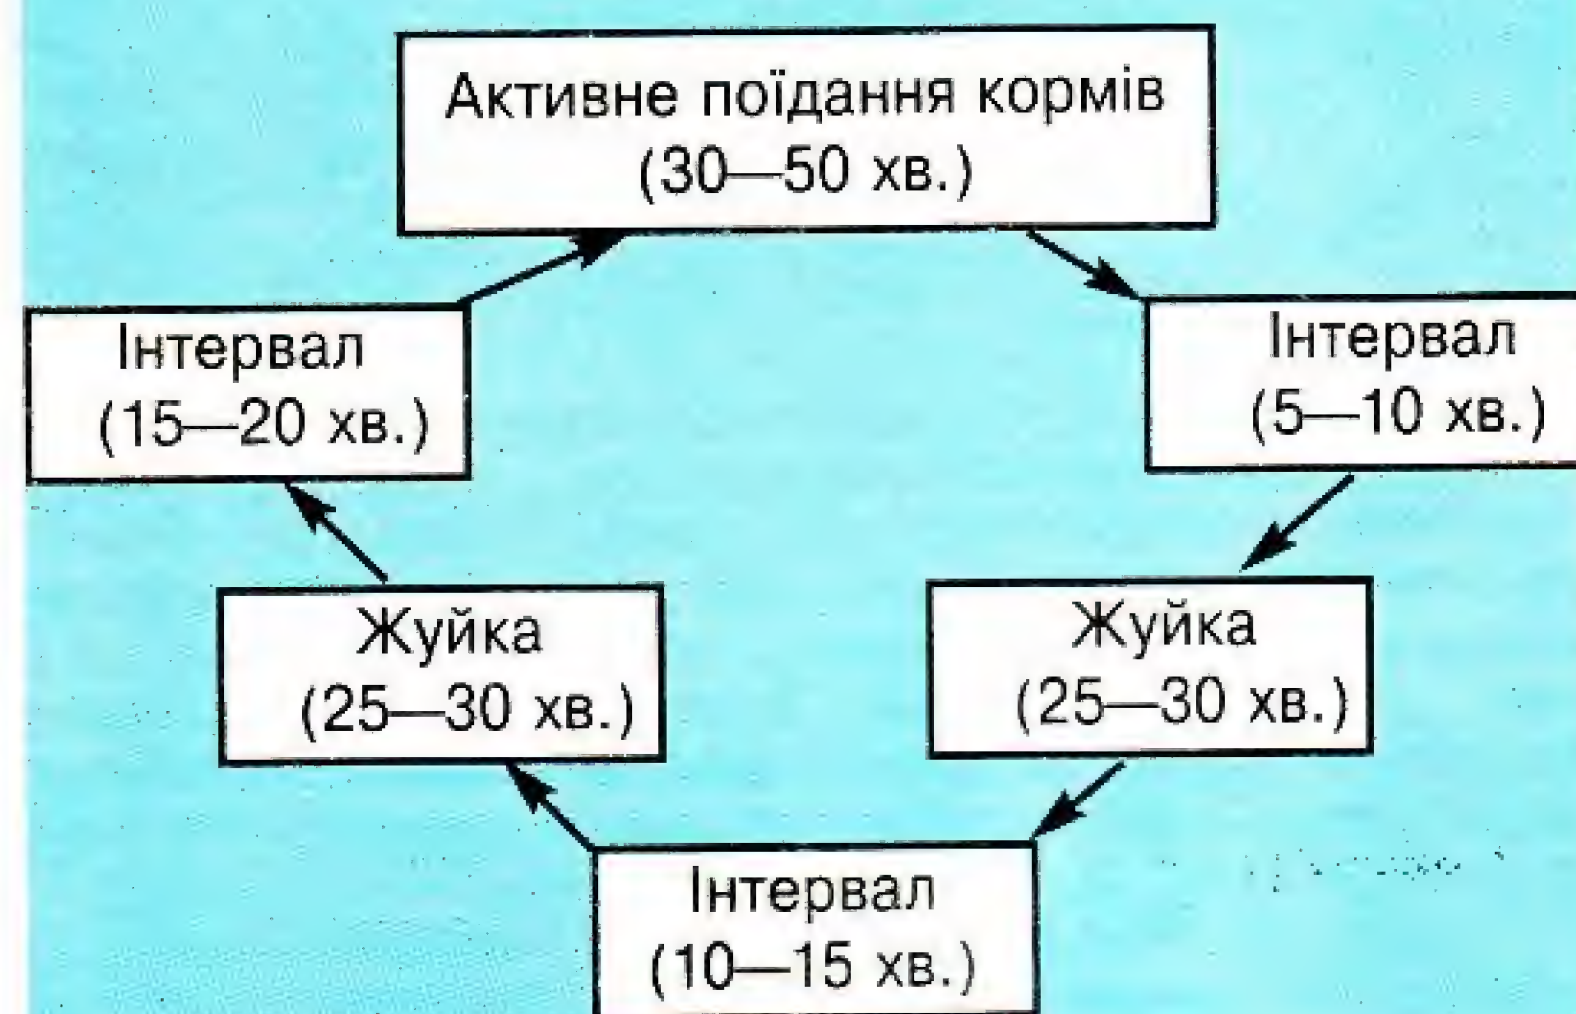 Активне поїдання кормів
(30—50 хв.)
Інтервал
(5—10 хв.)
Жуйка
(25—30 хв.)
Інтервал
(10—15 хв.)
Жуйка
(25—30 хв.)
Інтервал
(15—20 хв.)